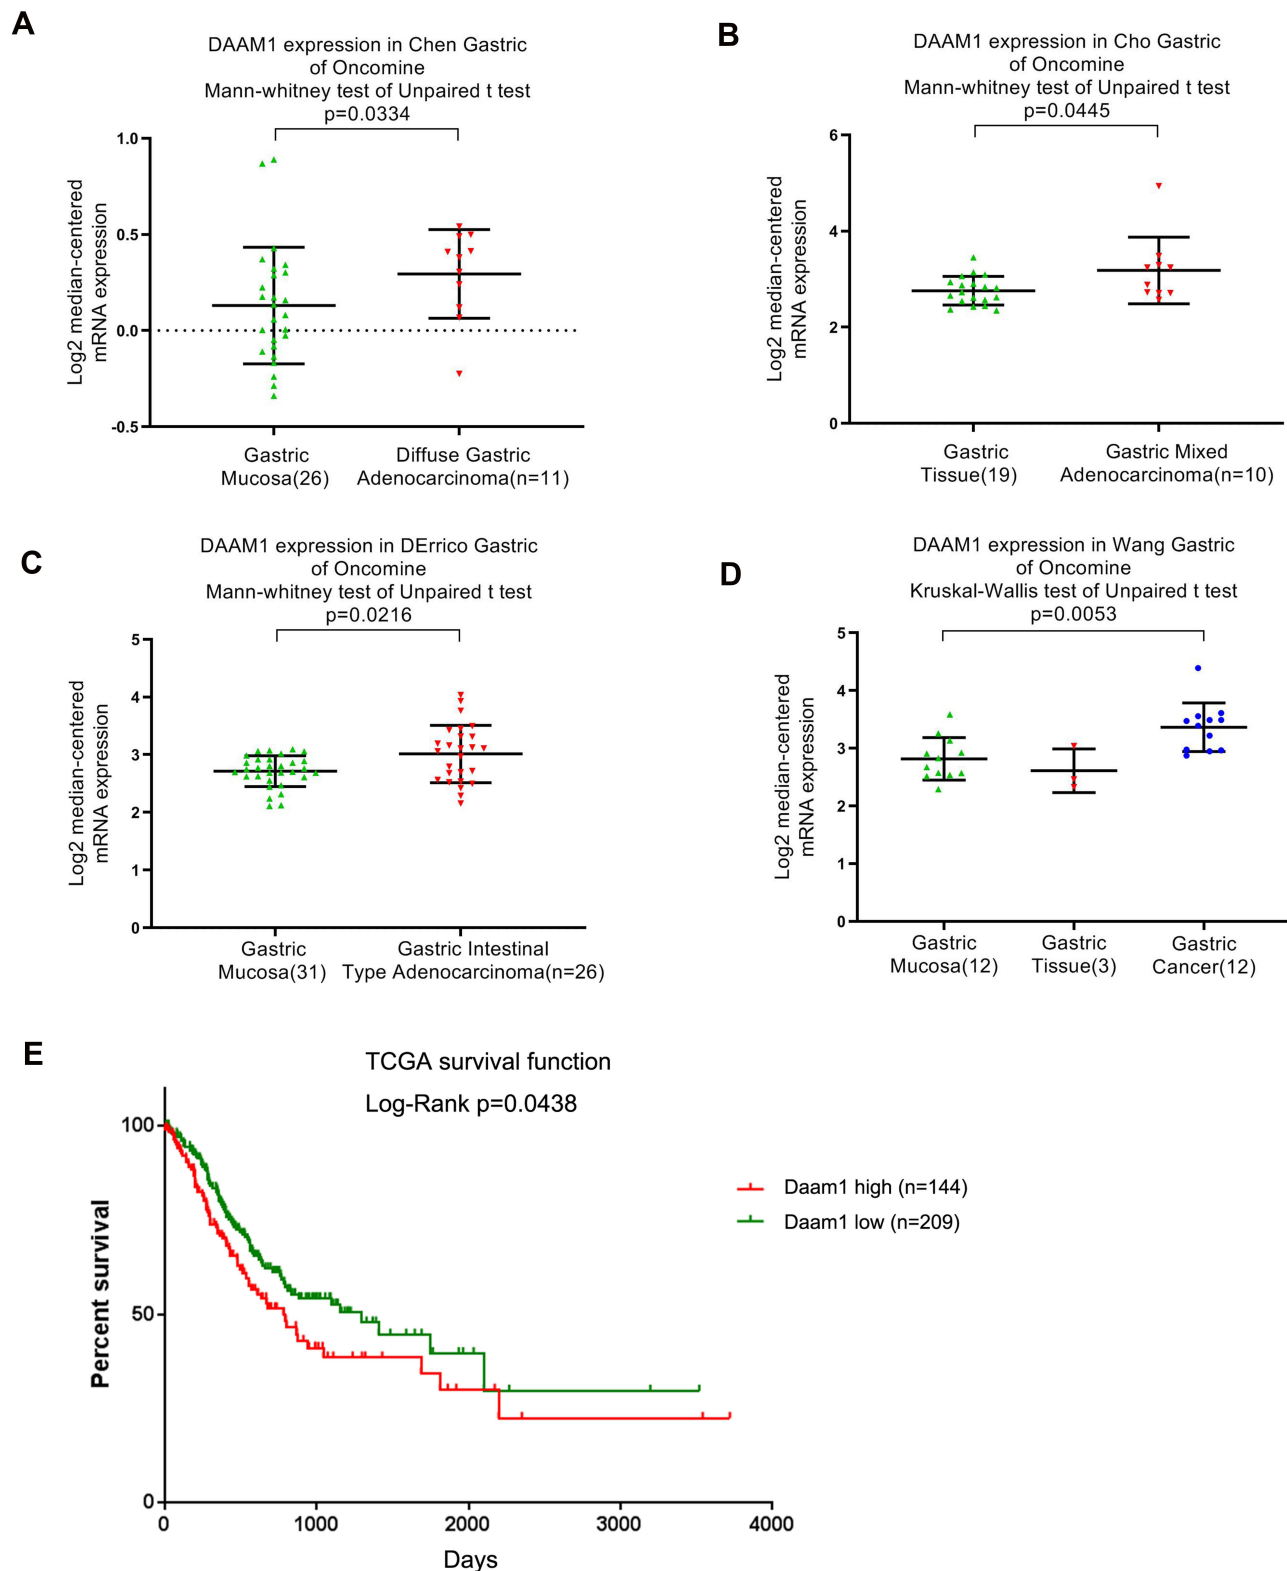 A
DAAM1 expression in Chen Gastric
of Oncomine
Mann-whitney test of Unpaired t test
p=0.0334
Log2 median-centered
mRNA expression
1.0
0.5
0.0
-0.5
Gastric
Mucosa(26)
Diffuse Gastric
Adenocarcinoma(n=11)
B
DAAM1 expression in Cho Gastric
of Oncomine
Mann-whitney test of Unpaired t test
p=0.0445
Log2 median-centered
mRNA expression
6
4
2
0
Gastric
Tissue(19)
Gastric Mixed
Adenocarcinoma(n=10)
C
DAAM1 expression in DErrico Gastric
of Oncomine
Mann-whitney test of Unpaired t test
p=0.0216
Log2 median-centered
mRNA expression
5
4
3
2
1
0
Gastric
Mucosa(31)
Gastric Intestinal
Type Adenocarcinoma(n=26)
D
DAAM1 expression in Wang Gastric
of Oncomine
Kruskal-Wallis test of Unpaired t test
p=0.0053
Log2 median-centered
mRNA expression
5
4
3
2
1
0
Gastric
Mucosa(12)
Gastric
Tissue(3)
Gastric
Cancer(12)
E
TCGA survival function
Log-Rank p=0.0438
Percent survival
100
50
0
0 1000 2000 3000 4000
Days
Daam1 high (n=144)
Daam1 low (n=209)